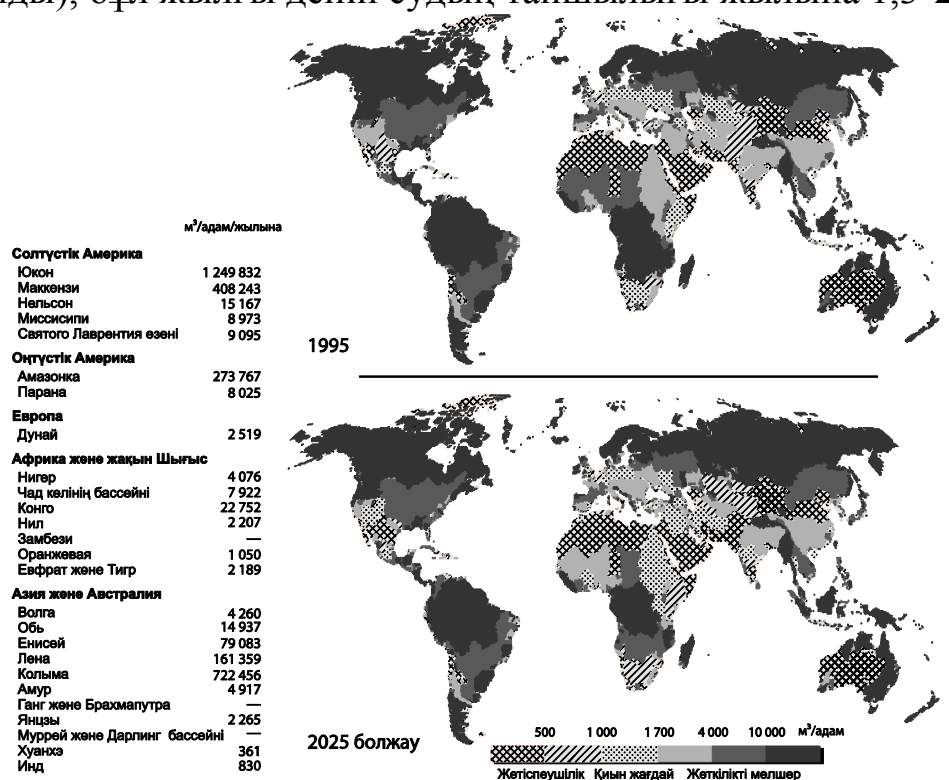 судың тапшылығы жылына 1,3-2
м³/адам/жылына
Солтүстік Америка
Юкон 1 249 832
Маккензи 408 243
Нельсон 15 167
Миссисипи 8 973
Святого Лаврентия өзені 9 095
Оңтүстік Америка
Амазонка 273 767
Парана 8 025
Европа
Дунай 2 519
Африка және жақын Шығыс
Нигер 4 076
Чад көлінің бассейні 7 922
Конго 22 752
Нил 2 207
Замбези —
Оранжевая 1 050
Евфрат және Тигр 2 189
Азия және Австралия
Волга 4 260
Обь 14 937
Енисей 79 083
Лена 161 359
Колыма 722 456
Амур 4 917
Ганг және Брахмапутра —
Янцзы 2 265
Муррей және Дарлинг бассейні —
Хуанхэ 361
Инд 830
1995
2025 болжау
500 1 000 1 700 4 000 10 000 м³/адам
Жетіспеушілік Қиын жағдай Жеткілікті мөлшер